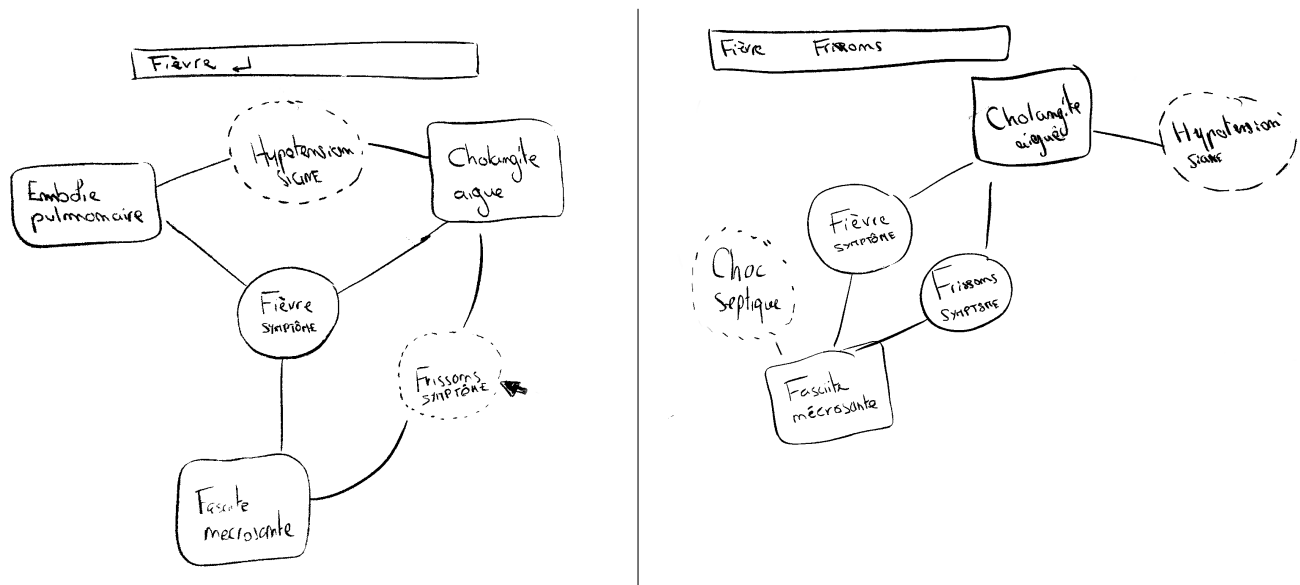 Fièvre ↵
Hypotension
SIGNE
Cholangite
aigue
Embolie
pulmonaire
Fièvre
SYMPTÔME
Frissons
SYMPTÔME
Fasciite
necrosante
Fièvre Frissons
Cholangite
aiguë
Hypotension
SIGNE
Fièvre
SYMPTÔME
Choc
septique
Frissons
SYMPTÔME
Fasciite
nécrosante